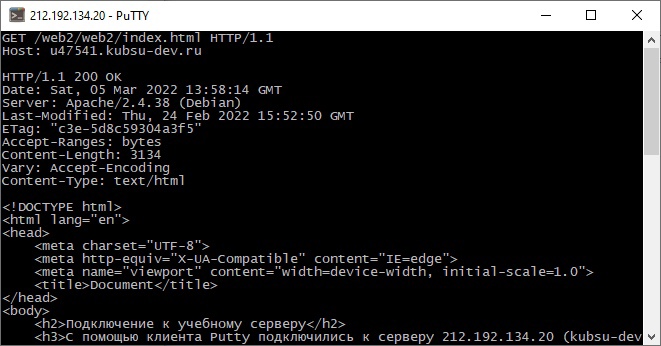 212.192.134.20 - PuTTY
GET /web2/web2/index.html HTTP/1.1
Host: u47541.kubsu-dev.ru

HTTP/1.1 200 OK
Date: Sat, 05 Mar 2022 13:58:14 GMT
Server: Apache/2.4.38 (Debian)
Last-Modified: Thu, 24 Feb 2022 15:52:50 GMT
ETag: "c3e-5d8c59304a3f5"
Accept-Ranges: bytes
Content-Length: 3134
Vary: Accept-Encoding
Content-Type: text/html

<!DOCTYPE html>
<html lang="en">
<head>
    <meta charset="UTF-8">
    <meta http-equiv="X-UA-Compatible" content="IE=edge">
    <meta name="viewport" content="width=device-width, initial-scale=1.0">
    <title>Document</title>
</head>
<body>
    <h2>Подключение к учебному серверу</h2>
    <h3>С помощью клиента Putty подключились к серверу 212.192.134.20 (kubsu-dev